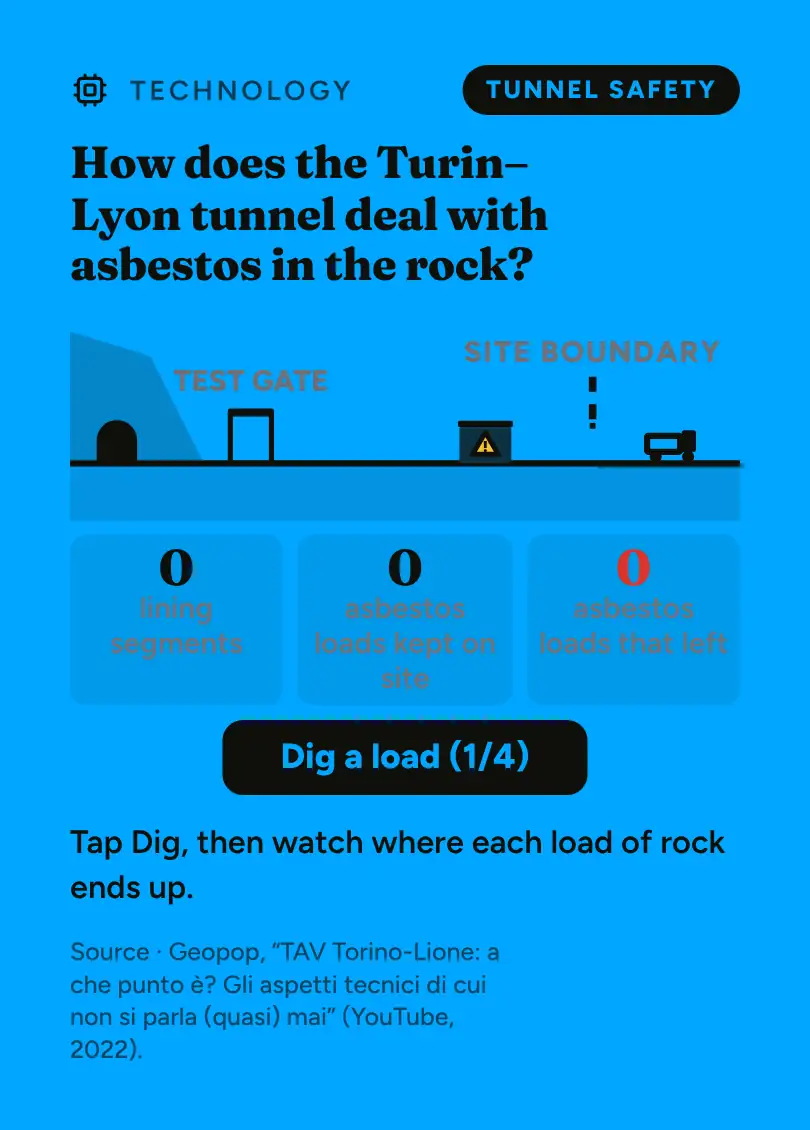 TECHNOLOGY
TUNNEL SAFETY
How does the Turin–
Lyon tunnel deal with
asbestos in the rock?
SITE BOUNDARY
TEST GATE
0
lining
segments
0
asbestos
loads kept on
site
0
asbestos
loads that left
Dig a load (1/4)
Tap Dig, then watch where each load of rock
ends up.
Source · Geopop, “TAV Torino-Lione: a
che punto è? Gli aspetti tecnici di cui
non si parla (quasi) mai” (YouTube,
2022).